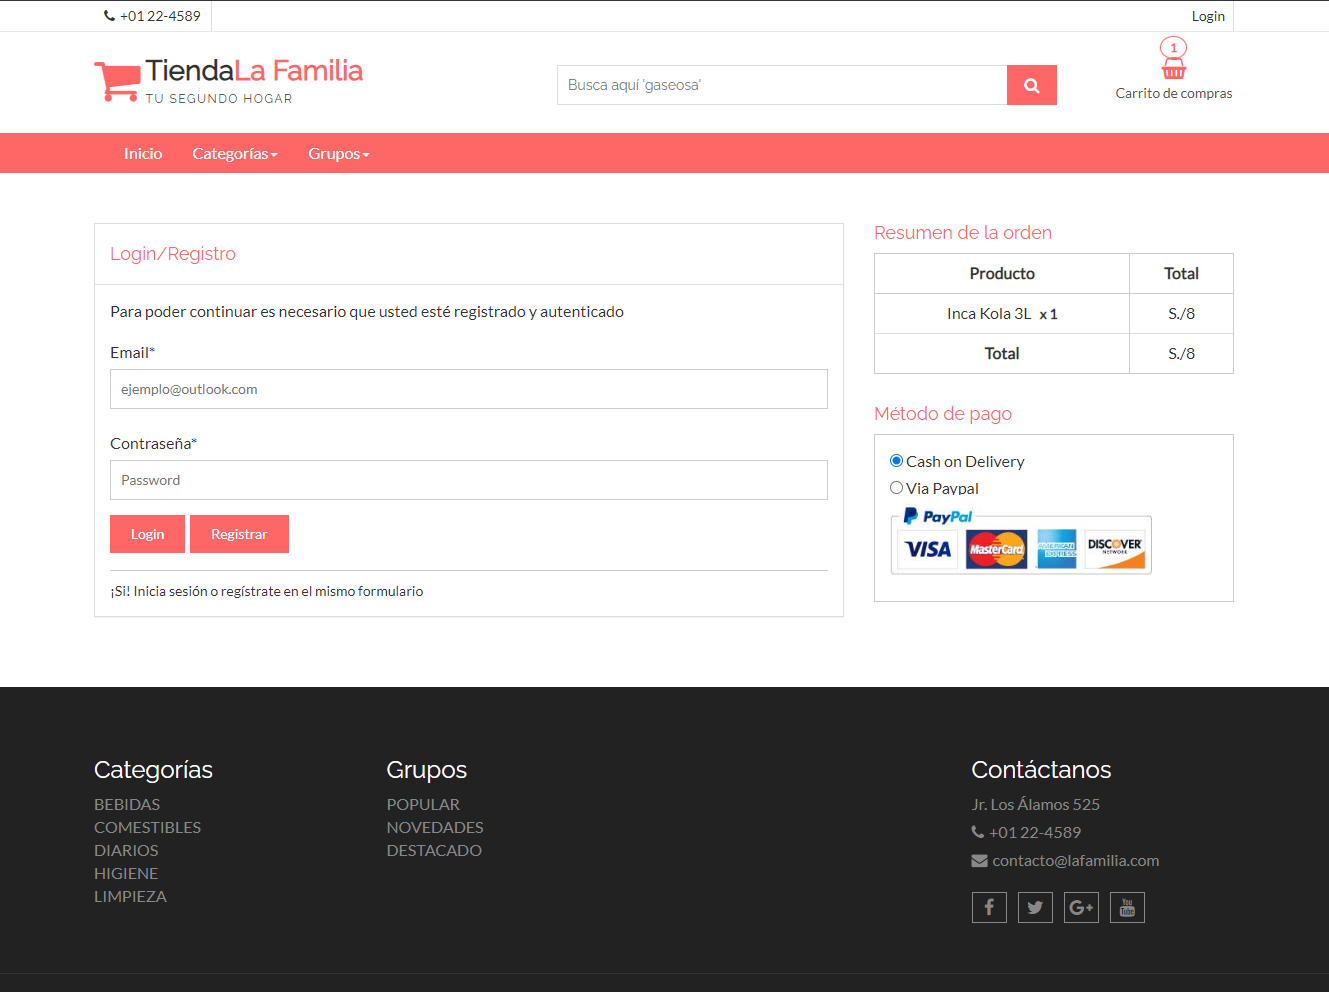 +01 22-4589
Login
TiendaLa Familia
TU SEGUNDO HOGAR
Busca aquí 'gaseosa'
1
Carrito de compras
Inicio
Categorías
Grupos
Login/Registro
Para poder continuar es necesario que usted esté registrado y autenticado
Email*
ejemplo@outlook.com
Contraseña*
Password
Login
Registrar
¡Si! Inicia sesión o regístrate en el mismo formulario
Resumen de la orden
Producto Total
Inca Kola 3L x 1 S./8
Total S./8
Método de pago
Cash on Delivery
Via Paypal
PayPal
VISA MasterCard AMERICAN EXPRESS DISCOVER
NETWORK
Categorías
BEBIDAS
COMESTIBLES
DIARIOS
HIGIENE
LIMPIEZA
Grupos
POPULAR
NOVEDADES
DESTACADO
Contáctanos
Jr. Los Álamos 525
+01 22-4589
contacto@lafamilia.com
You
Tube